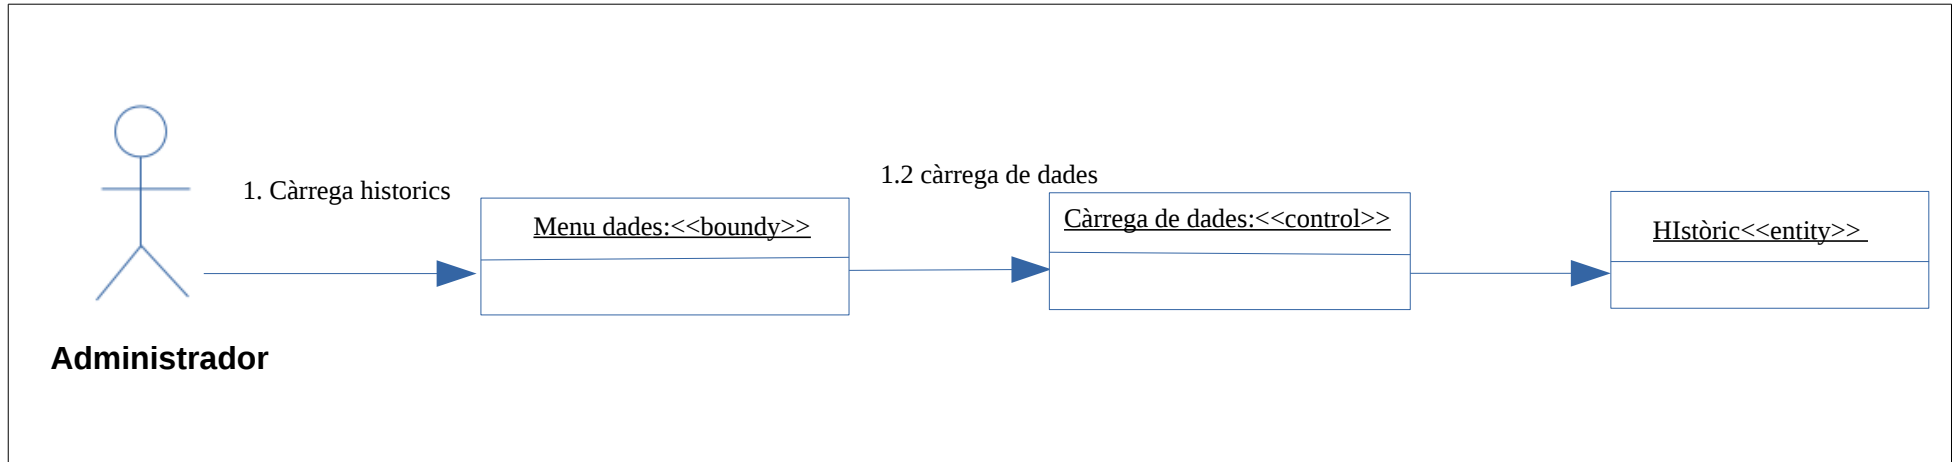 1. Càrrega historics
1.2 càrrega de dades
Menu dades:<<boundy>>
Càrrega de dades:<<control>>
HIstòric<<entity>>
Administrador